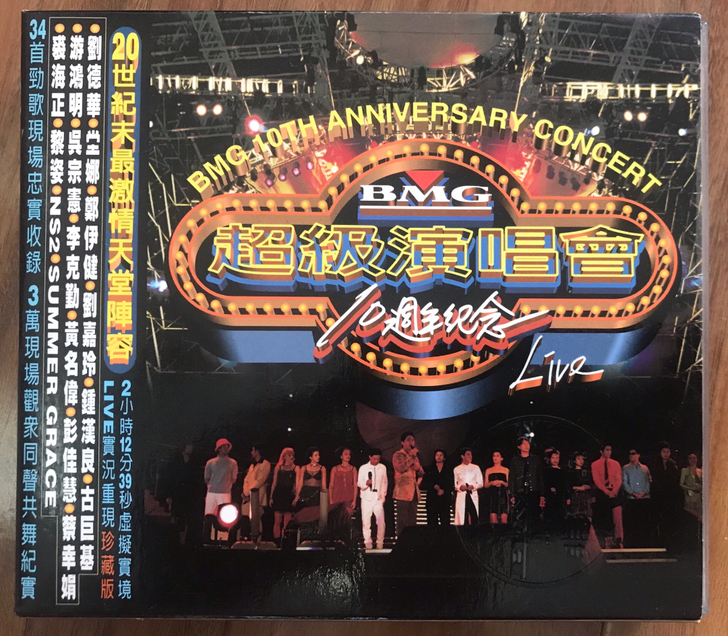 20世紀末最激情天堂陣容
2小時12分39秒虛擬實境
LIVE實況重現珍藏版
劉德華•堂娜•鄭伊健•劉嘉玲•鍾漢良•古巨基
游鴻明•吳宗憲•李克勤•黃名偉•彭佳慧•蔡幸娟
裘海正•黎姿•NS2•SUMMER GRACE
34首勁歌現場忠實收錄 3萬現場觀眾同聲共舞紀實
BMG 10TH ANNIVERSARY CONCERT
BMG
超級演唱會
10週年紀念
Live